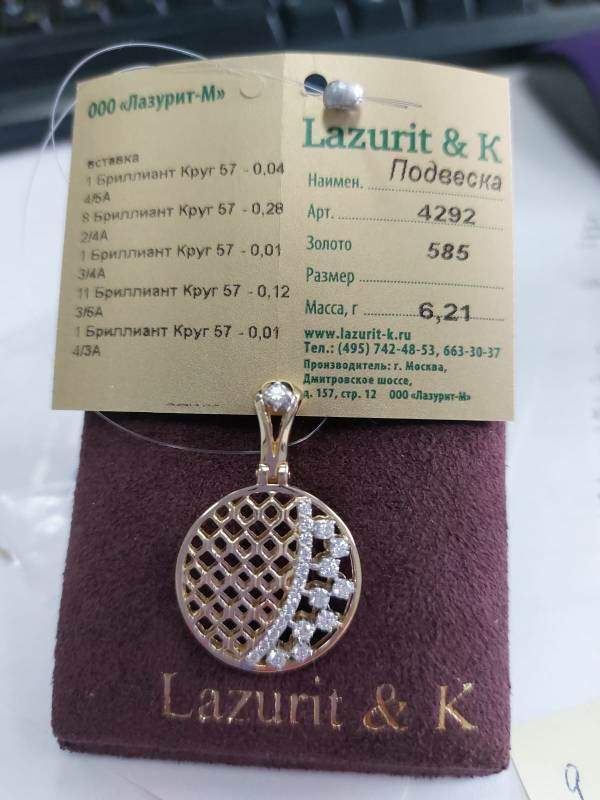 ООО «Лазурит-М»
вставка
1 Бриллиант Круг 57 - 0,04
4/5А
8 Бриллиант Круг 57 - 0,28
2/4А
1 Бриллиант Круг 57 - 0,01
3/4А
11 Бриллиант Круг 57 - 0,12
3/5А
1 Бриллиант Круг 57 - 0,01
4/3А
Lazurit & K
Наимен. Подвеска
Арт. 4292
Золото 585
Размер
Масса, г 6,21
www.lazurit-k.ru
Тел.: (495) 742-48-53, 663-30-37
Производитель: г. Москва,
Дмитровское шоссе,
д. 157, стр. 12 ООО «Лазурит-М»
Lazurit & K
9